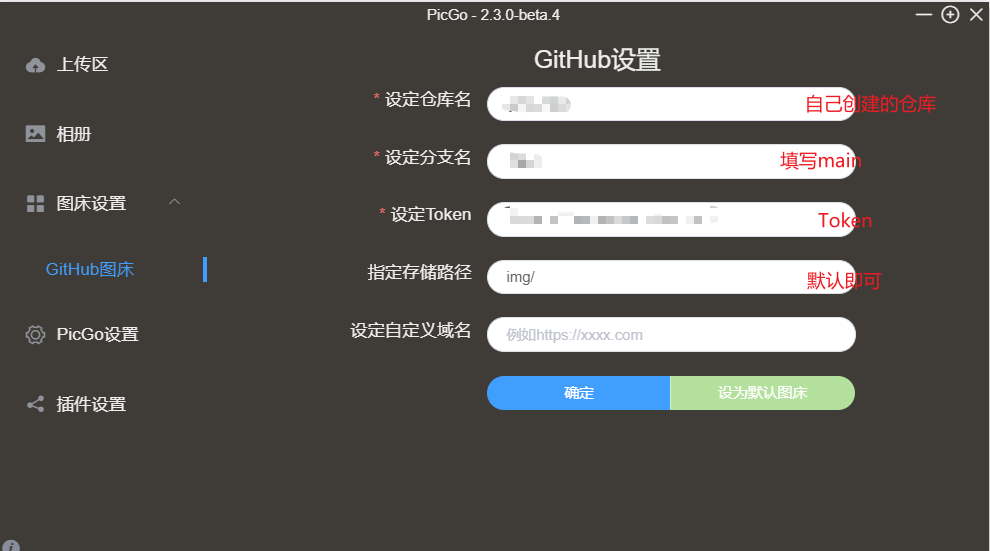 PicGo - 2.3.0-beta.4
上传区
相册
图床设置
GitHub图床
PicGo设置
插件设置
GitHub设置
* 设定仓库名 自己创建的仓库
* 设定分支名 填写main
* 设定Token Token
指定存储路径 img/ 默认即可
设定自定义域名 例如https://xxxx.com
确定 设为默认图床